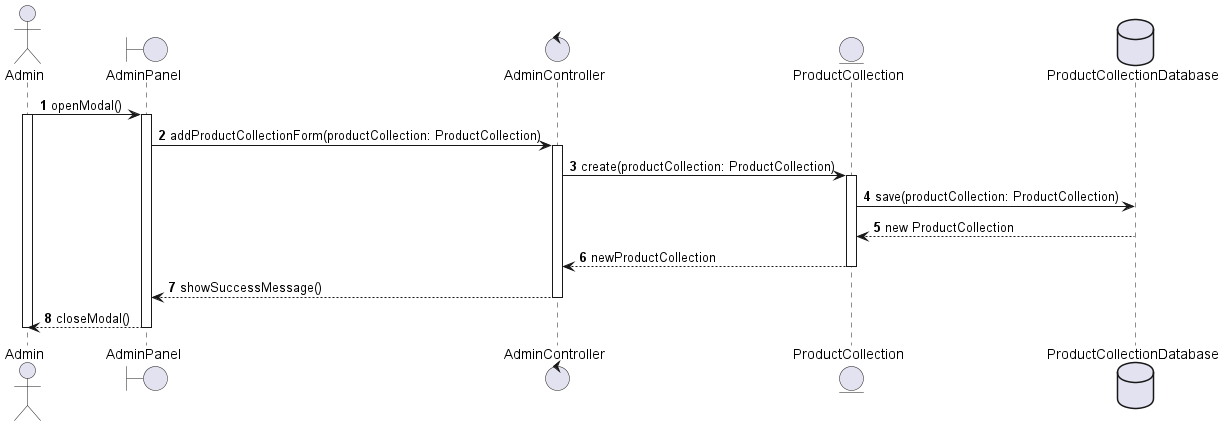 Admin
AdminPanel
AdminController
ProductCollection
ProductCollectionDatabase
1 openModal()
2 addProductCollectionForm(productCollection: ProductCollection)
3 create(productCollection: ProductCollection)
4 save(productCollection: ProductCollection)
5 new ProductCollection
6 newProductCollection
7 showSuccessMessage()
8 closeModal()
Admin
AdminPanel
AdminController
ProductCollection
ProductCollectionDatabase